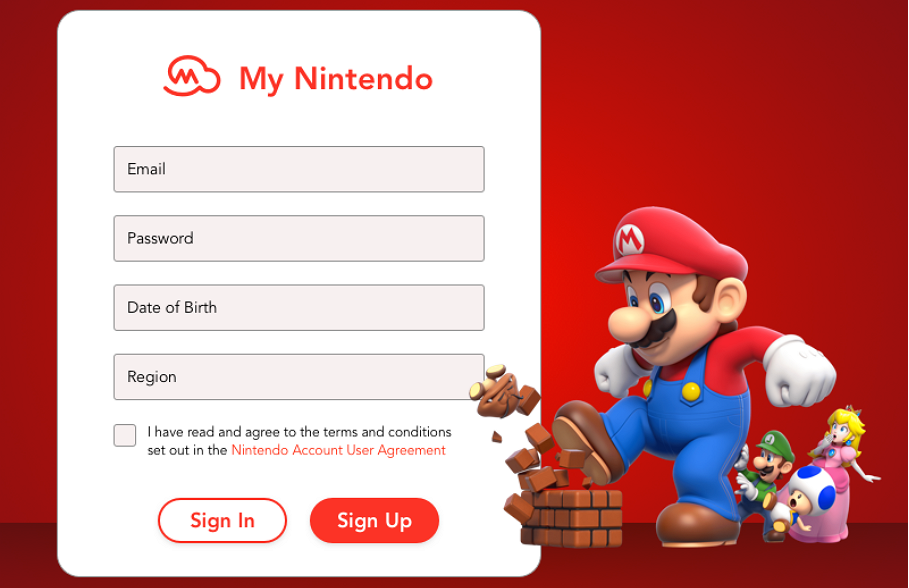 My Nintendo
Email
Password
Date of Birth
Region
I have read and agree to the terms and conditions
set out in the Nintendo Account User Agreement
Sign In
Sign Up
M